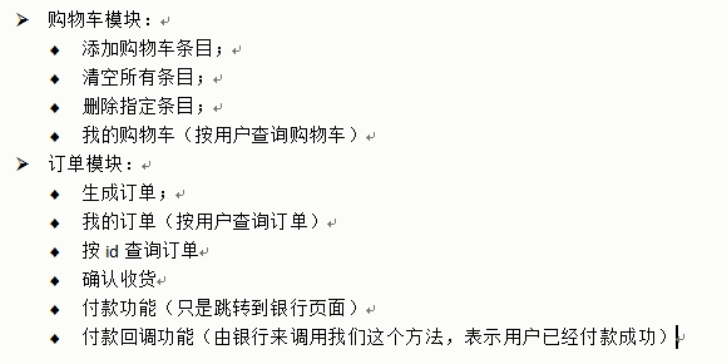 购物车模块：
添加购物车条目；
清空所有条目；
删除指定条目；
我的购物车（按用户查询购物车）
订单模块：
生成订单；
我的订单（按用户查询订单）
按 id 查询订单
确认收货
付款功能（只是跳转到银行页面）
付款回调功能（由银行来调用我们这个方法，表示用户已经付款成功）